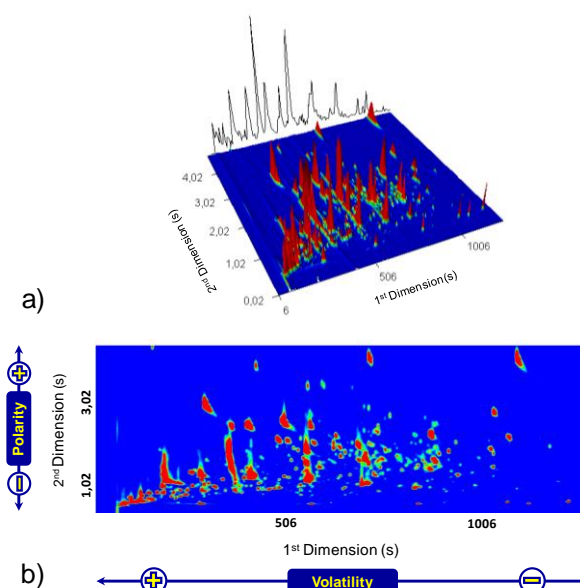 4,02
3,02
2,02
1,02
0,02
2nd Dimension (s)
6
506
1006
1st Dimension(s)
a)
+
Polarity
−
2nd Dimension (s)
3,02
1,02
506
1006
1st Dimension (s)
b)
+
Volatility
−